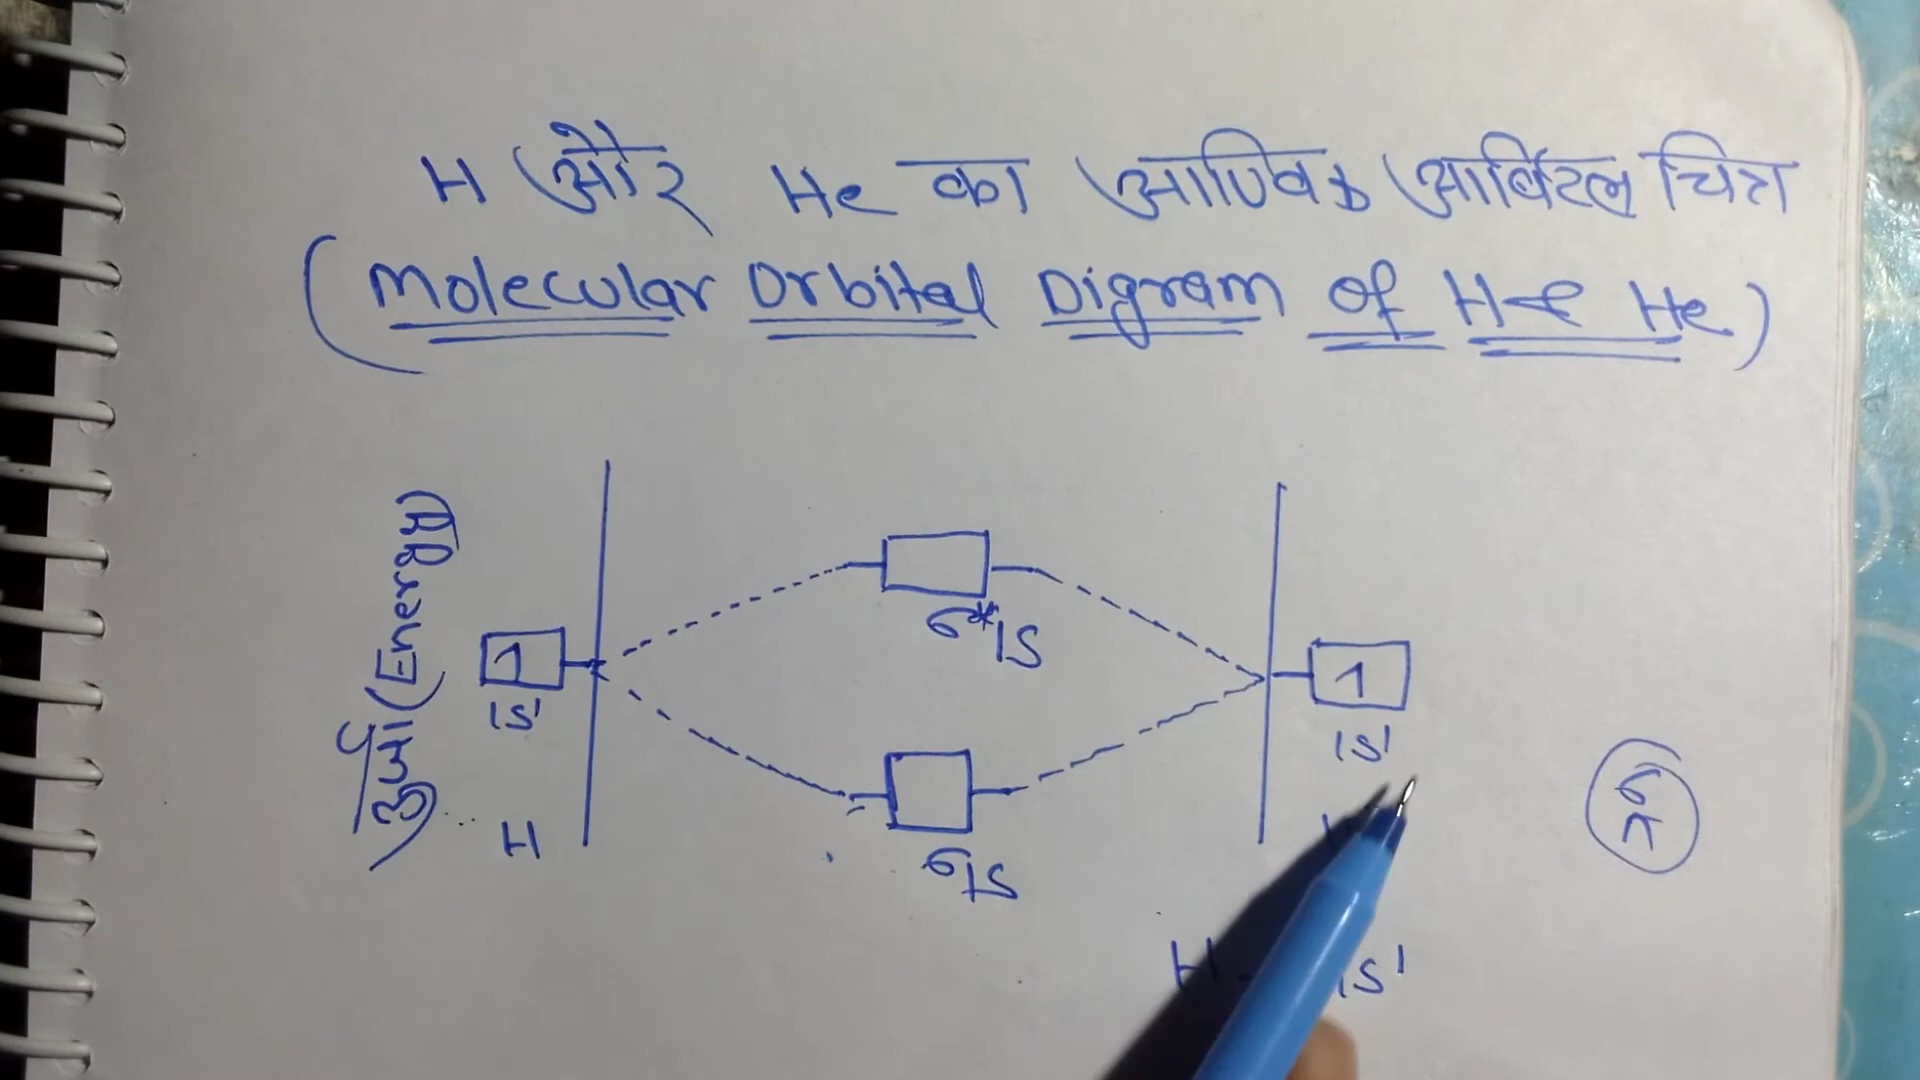 H और He का आण्विक आर्बिटल चित्र
(Molecular Orbital Digram of H & He)
ऊर्जा (Energy)
σ*1S
1
1S¹
1
1S¹
H
σ1S
σ
π
H - 1S¹